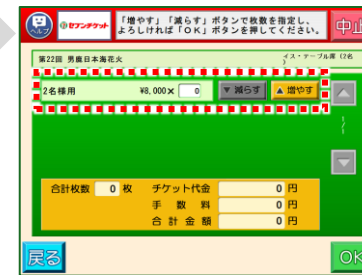 ヘルプ
セブンチケット
「増やす」「減らす」ボタンで枚数を指定し、
よろしければ「OK」ボタンを押してください。
中止
第22回 男鹿日本海花火
イス・テーブル席（2名
）
2名様用 ¥8,000× 0 ▼ 減らす ▲ 増やす
1/1
合計枚数 0 枚 チケット代金 0 円
手 数 料 0 円
合 計 金 額 0 円
戻る
OK